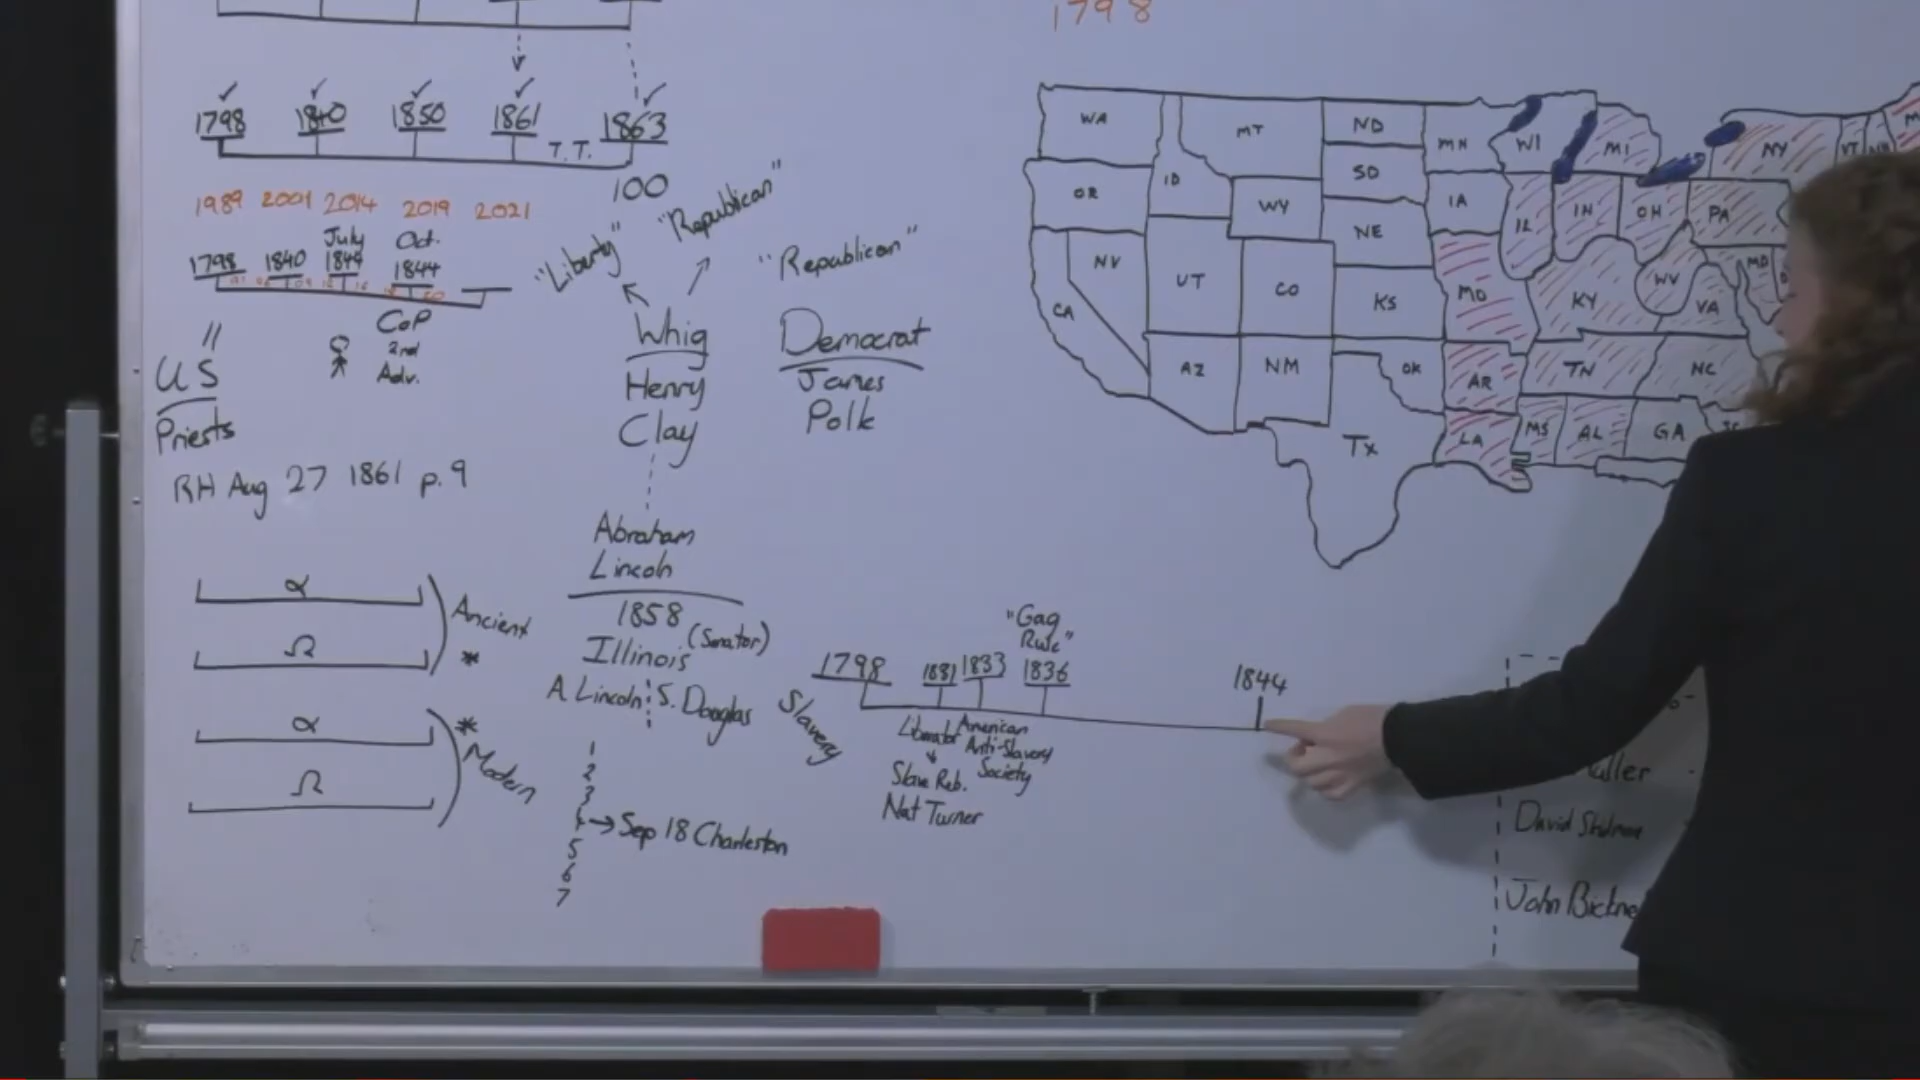 1798
1798 1840 1850 1861 1863
T.T.
100
1989 2001 2014 2019 2021
July Oct.
1798 1840 1844 1844
CoP
2nd
Adv.
"
US
Priests
RH Aug 27 1861 p.9
α
Ω
Ancient
*
α
Ω
*
Modern
"Liberty"
"Republican"
"Republican"
Whig
Henry
Clay
Democrat
James
Polk
Abraham
Lincoln
1858
(Senator)
Illinois
A. Lincoln S. Douglas
1
2
3
4 → Sep 18 Charleston
5
6
7
Slavery
"Gag
Rule"
1798 1831 1833 1836 1844
Liberator
Slave Reb.
Nat Turner
American
Anti-Slavery
Society
WA MT ND MN WI MI NY VT NH
OR ID WY SD IA IL IN OH PA
NV UT CO NE
CA KS MO KY WV VA MD
AZ NM OK AR TN NC
TX LA MS AL GA
David
John